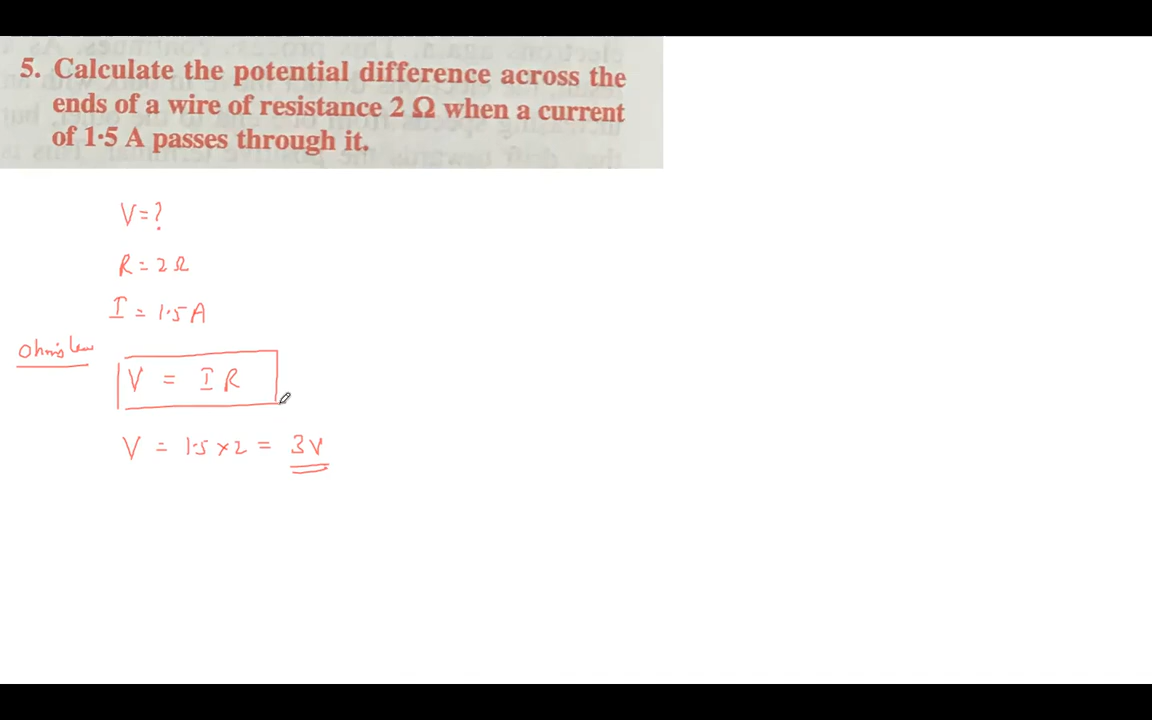 5. Calculate the potential difference across the
ends of a wire of resistance 2 Ω when a current
of 1·5 A passes through it.
V = ?
R = 2 Ω
I = 1.5 A
Ohm's Law
V = I R
V = 1.5 × 2 = 3V